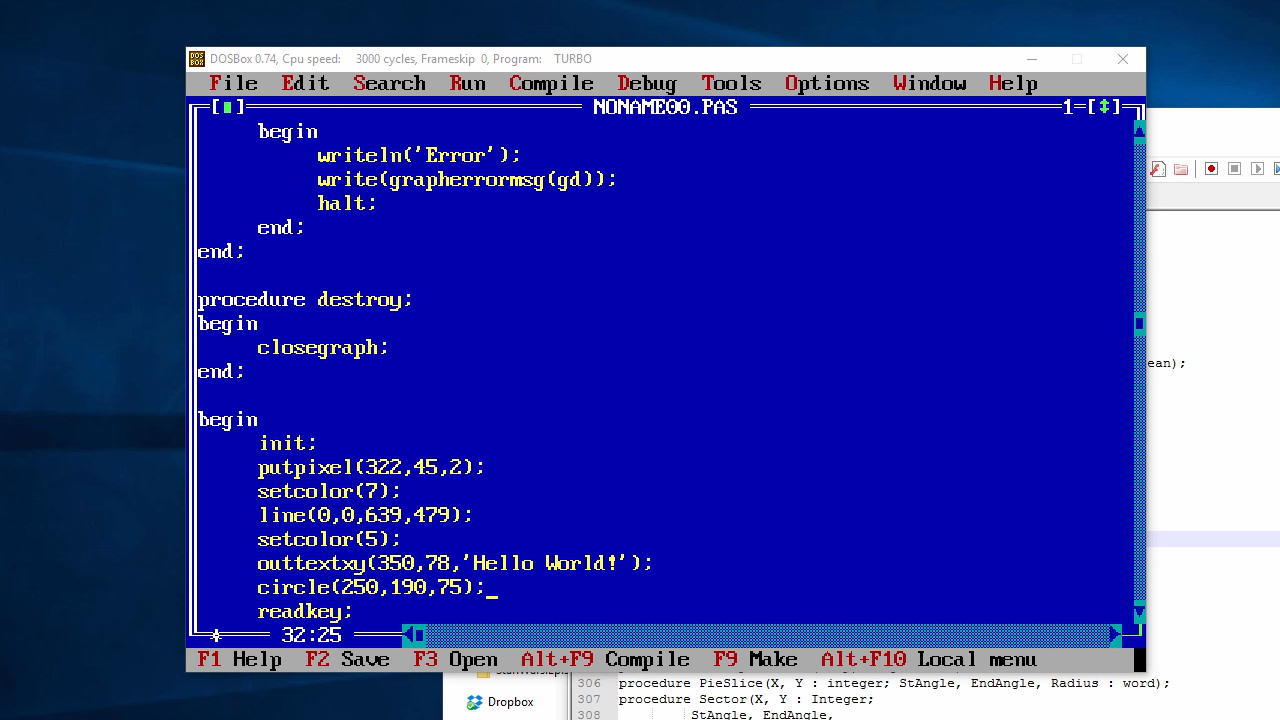 DOSBox 0.74, Cpu speed: 3000 cycles, Frameskip 0, Program: TURBO
File Edit Search Run Compile Debug Tools Options Window Help
NONAME00.PAS 1
begin
writeln('Error');
write(grapherrormsg(gd));
halt;
end;
end;
procedure destroy;
begin
closegraph;
end;
begin
init;
putpixel(322,45,2);
setcolor(7);
line(0,0,639,479);
setcolor(5);
outtextxy(350,78,'Hello World!');
circle(250,190,75);_
readkey;
32:25
F1 Help F2 Save F3 Open Alt+F9 Compile F9 Make Alt+F10 Local menu
ean);
Dropbox
306 procedure PieSlice(X, Y : integer; StAngle, EndAngle, Radius : word);
307 procedure Sector(X, Y : Integer;
308 StAngle, EndAngle,